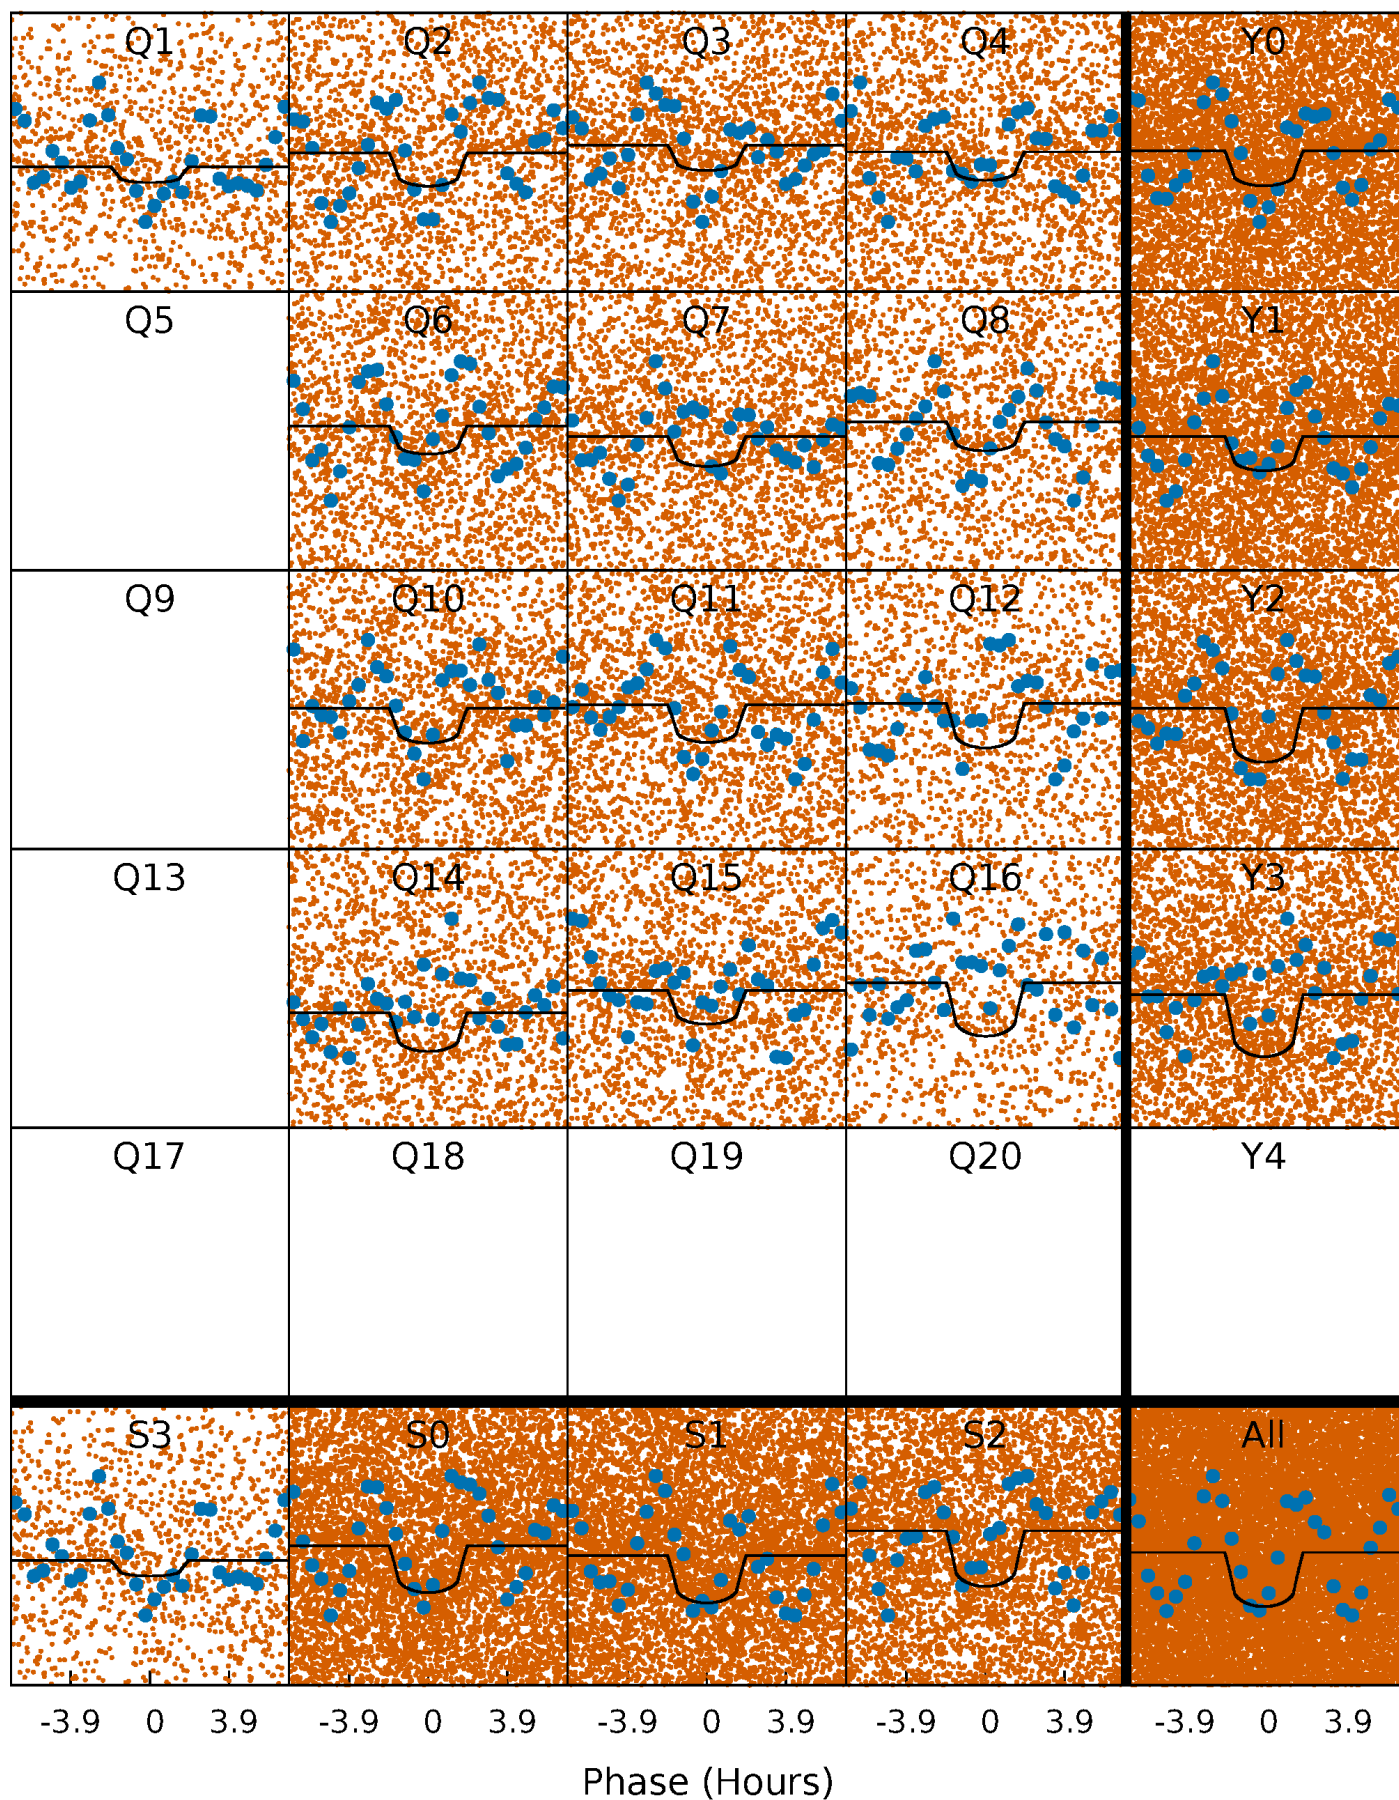 Q1 Q2 Q3 Q4 Y0
Q5 Q6 Q7 Q8 Y1
Q9 Q10 Q11 Q12 Y2
Q13 Q14 Q15 Q16 Y3
Q17 Q18 Q19 Q20 Y4
S3 S0 S1 S2 All
-3.9 0 3.9 -3.9 0 3.9 -3.9 0 3.9 -3.9 0 3.9 -3.9 0 3.9
Phase (Hours)